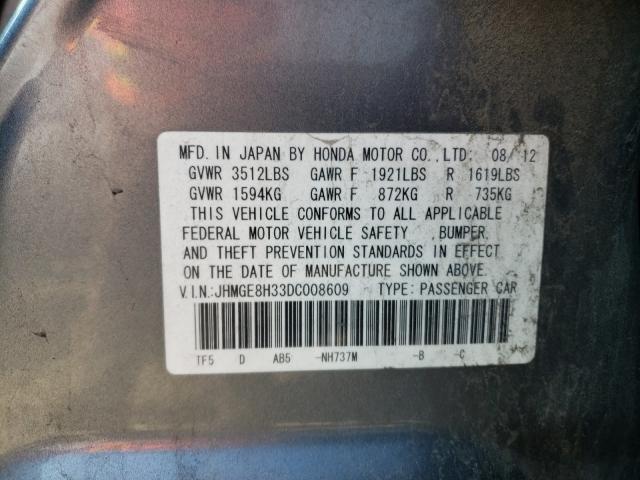 MFD. IN JAPAN BY HONDA MOTOR CO., LTD. 08/12
GVWR 3512LBS GAWR F 1921LBS R 1619LBS
GVWR 1594KG GAWR F 872KG R 735KG
THIS VEHICLE CONFORMS TO ALL APPLICABLE
FEDERAL MOTOR VEHICLE SAFETY , BUMPER,
AND THEFT PREVENTION STANDARDS IN EFFECT
ON THE DATE OF MANUFACTURE SHOWN ABOVE.
V.I.N.:JHMGE8H33DC008609 TYPE: PASSENGER CAR
TF5 D AB5 -NH737M -B -C